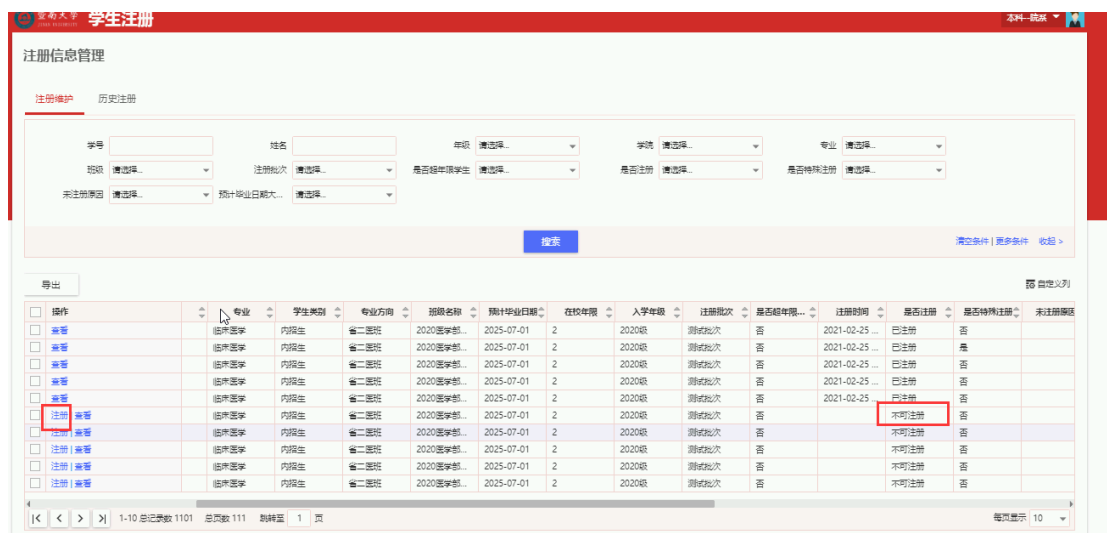 暨南大学 学生注册 本科--院系
注册信息管理
注册维护 历史注册
学号 姓名 年级 请选择... 学院 请选择... 专业 请选择...
班级 请选择... 注册批次 请选择... 是否超年限学生 请选择... 是否注册 请选择... 是否特殊注册 请选择...
未注册原因 请选择... 预计毕业日期大... 请选择...
搜索 清空条件 | 更多条件 收起 >
导出 自定义列
操作 专业 学生类别 专业方向 班级名称 预计毕业日期 在校年限 入学年级 注册批次 是否超年限... 注册时间 是否注册 是否特殊注册 未注册原因
查看 临床医学 内招生 省二医班 2020医学部... 2025-07-01 2 2020级 测试批次 否 2021-02-25 ... 已注册 否
查看 临床医学 内招生 省二医班 2020医学部... 2025-07-01 2 2020级 测试批次 否 2021-02-25 ... 已注册 是
查看 临床医学 内招生 省二医班 2020医学部... 2025-07-01 2 2020级 测试批次 否 2021-02-25 ... 已注册 否
查看 临床医学 内招生 省二医班 2020医学部... 2025-07-01 2 2020级 测试批次 否 2021-02-25 ... 已注册 否
查看 临床医学 内招生 省二医班 2020医学部... 2025-07-01 2 2020级 测试批次 否 2021-02-25 ... 已注册 否
注册 | 查看 临床医学 内招生 省二医班 2020医学部... 2025-07-01 2 2020级 测试批次 否 不可注册 否
注册 | 查看 临床医学 内招生 省二医班 2020医学部... 2025-07-01 2 2020级 测试批次 否 不可注册 否
注册 | 查看 临床医学 内招生 省二医班 2020医学部... 2025-07-01 2 2020级 测试批次 否 不可注册 否
注册 | 查看 临床医学 内招生 省二医班 2020医学部... 2025-07-01 2 2020级 测试批次 否 不可注册 否
注册 | 查看 临床医学 内招生 省二医班 2020医学部... 2025-07-01 2 2020级 测试批次 否 不可注册 否
1-10 总记录数 1101 总页数 111 跳转至 1 页 每页显示 10